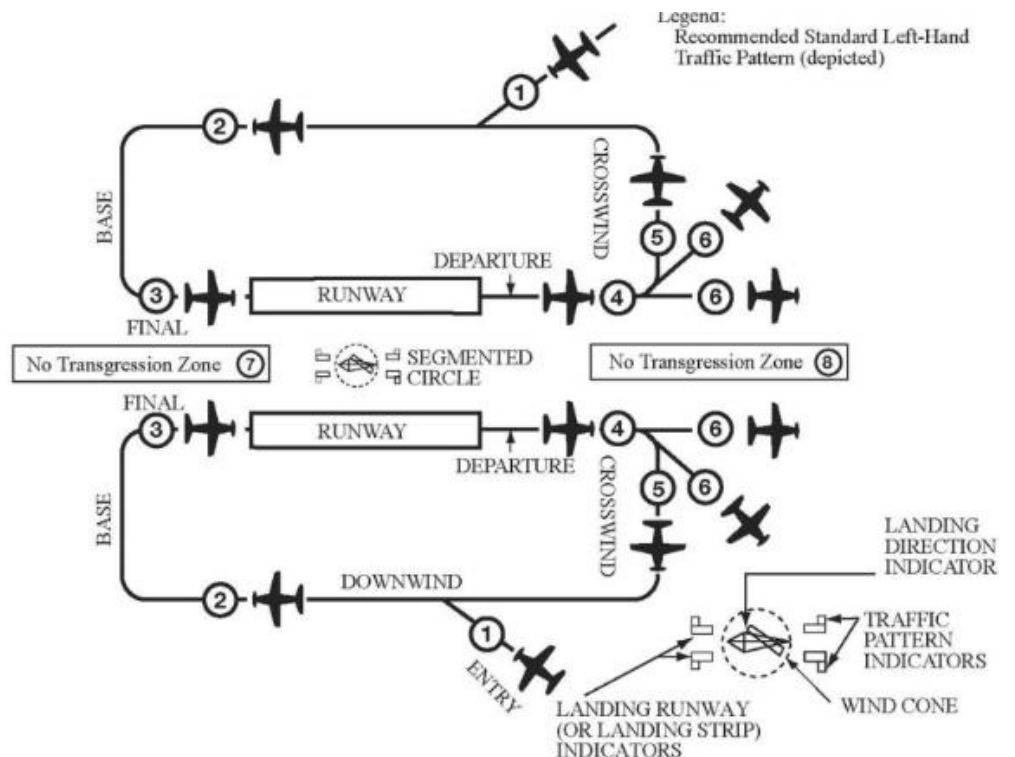 Legend:
Recommended Standard Left-Hand
Traffic Pattern (depicted)
1
2
CROSSWIND
BASE
5
6
DEPARTURE
3
RUNWAY
4
6
FINAL
No Transgression Zone 7
SEGMENTED
CIRCLE
No Transgression Zone 8
FINAL
3
RUNWAY
4
6
DEPARTURE
CROSSWIND
5
6
BASE
LANDING
DIRECTION
INDICATOR
DOWNWIND
2
1
ENTRY
TRAFFIC
PATTERN
INDICATORS
WIND CONE
LANDING RUNWAY
(OR LANDING STRIP)
INDICATORS